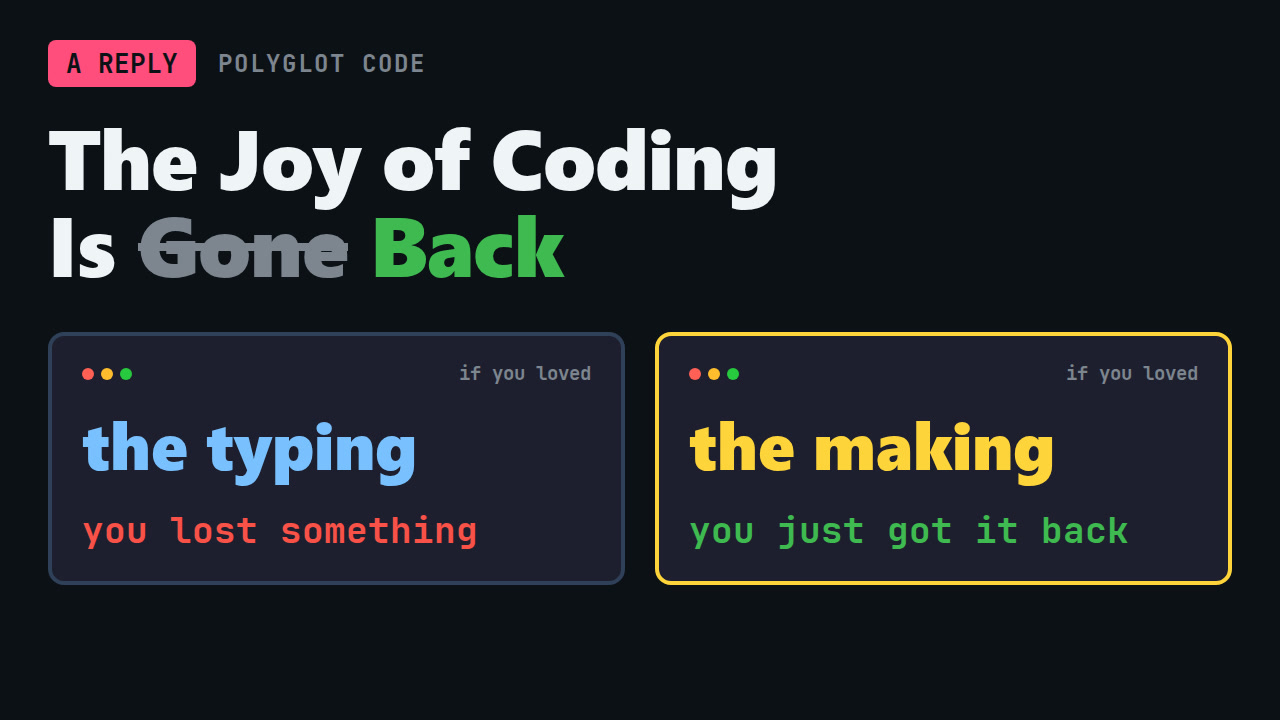 A REPLY POLYGLOT CODE
The Joy of Coding
Is Gone Back
if you loved
the typing
you lost something
if you loved
the making
you just got it back